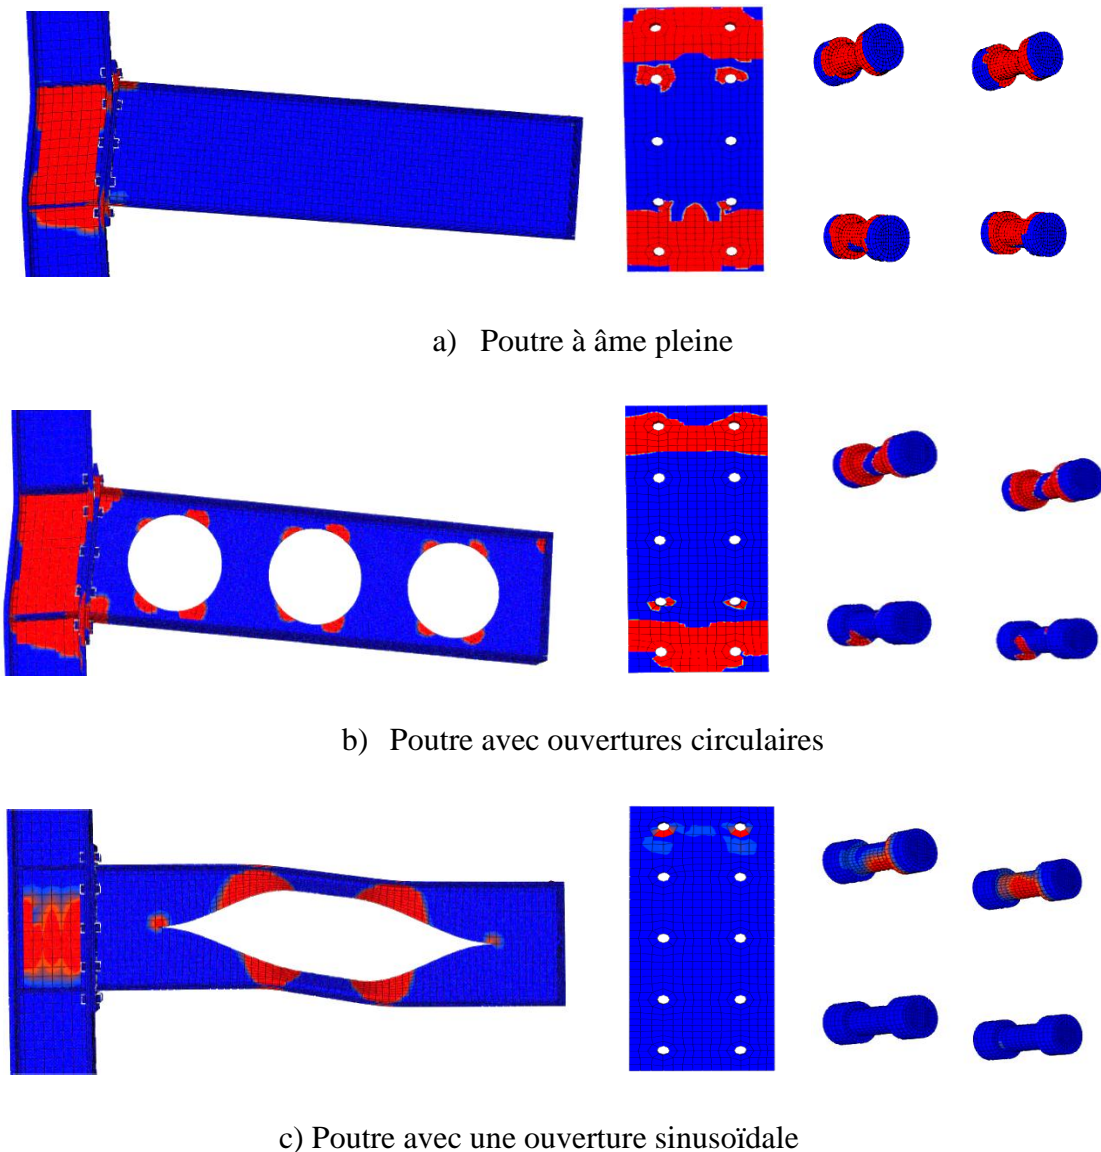 a) Poutre à âme pleine
b) Poutre avec ouvertures circulaires
c) Poutre avec une ouverture sinusoïdale